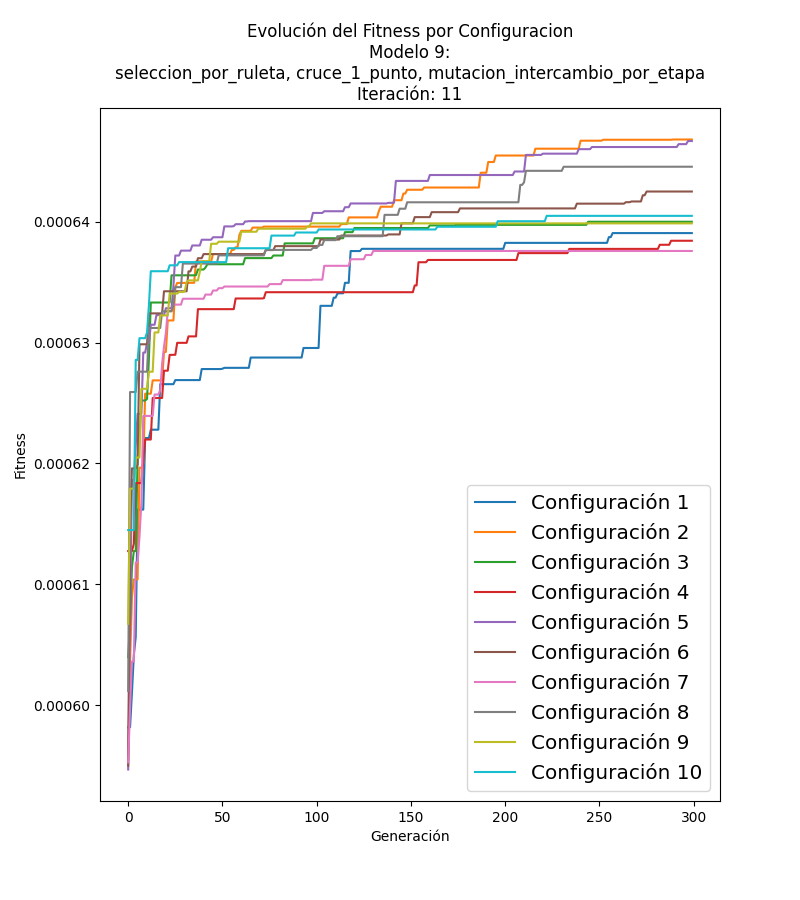 Evolución del Fitness por Configuracion
Modelo 9:
seleccion_por_ruleta, cruce_1_punto, mutacion_intercambio_por_etapa
Iteración: 11
Fitness
0.00064
0.00063
0.00062
0.00061
0.00060
Configuración 1
Configuración 2
Configuración 3
Configuración 4
Configuración 5
Configuración 6
Configuración 7
Configuración 8
Configuración 9
Configuración 10
0 50 100 150 200 250 300
Generación